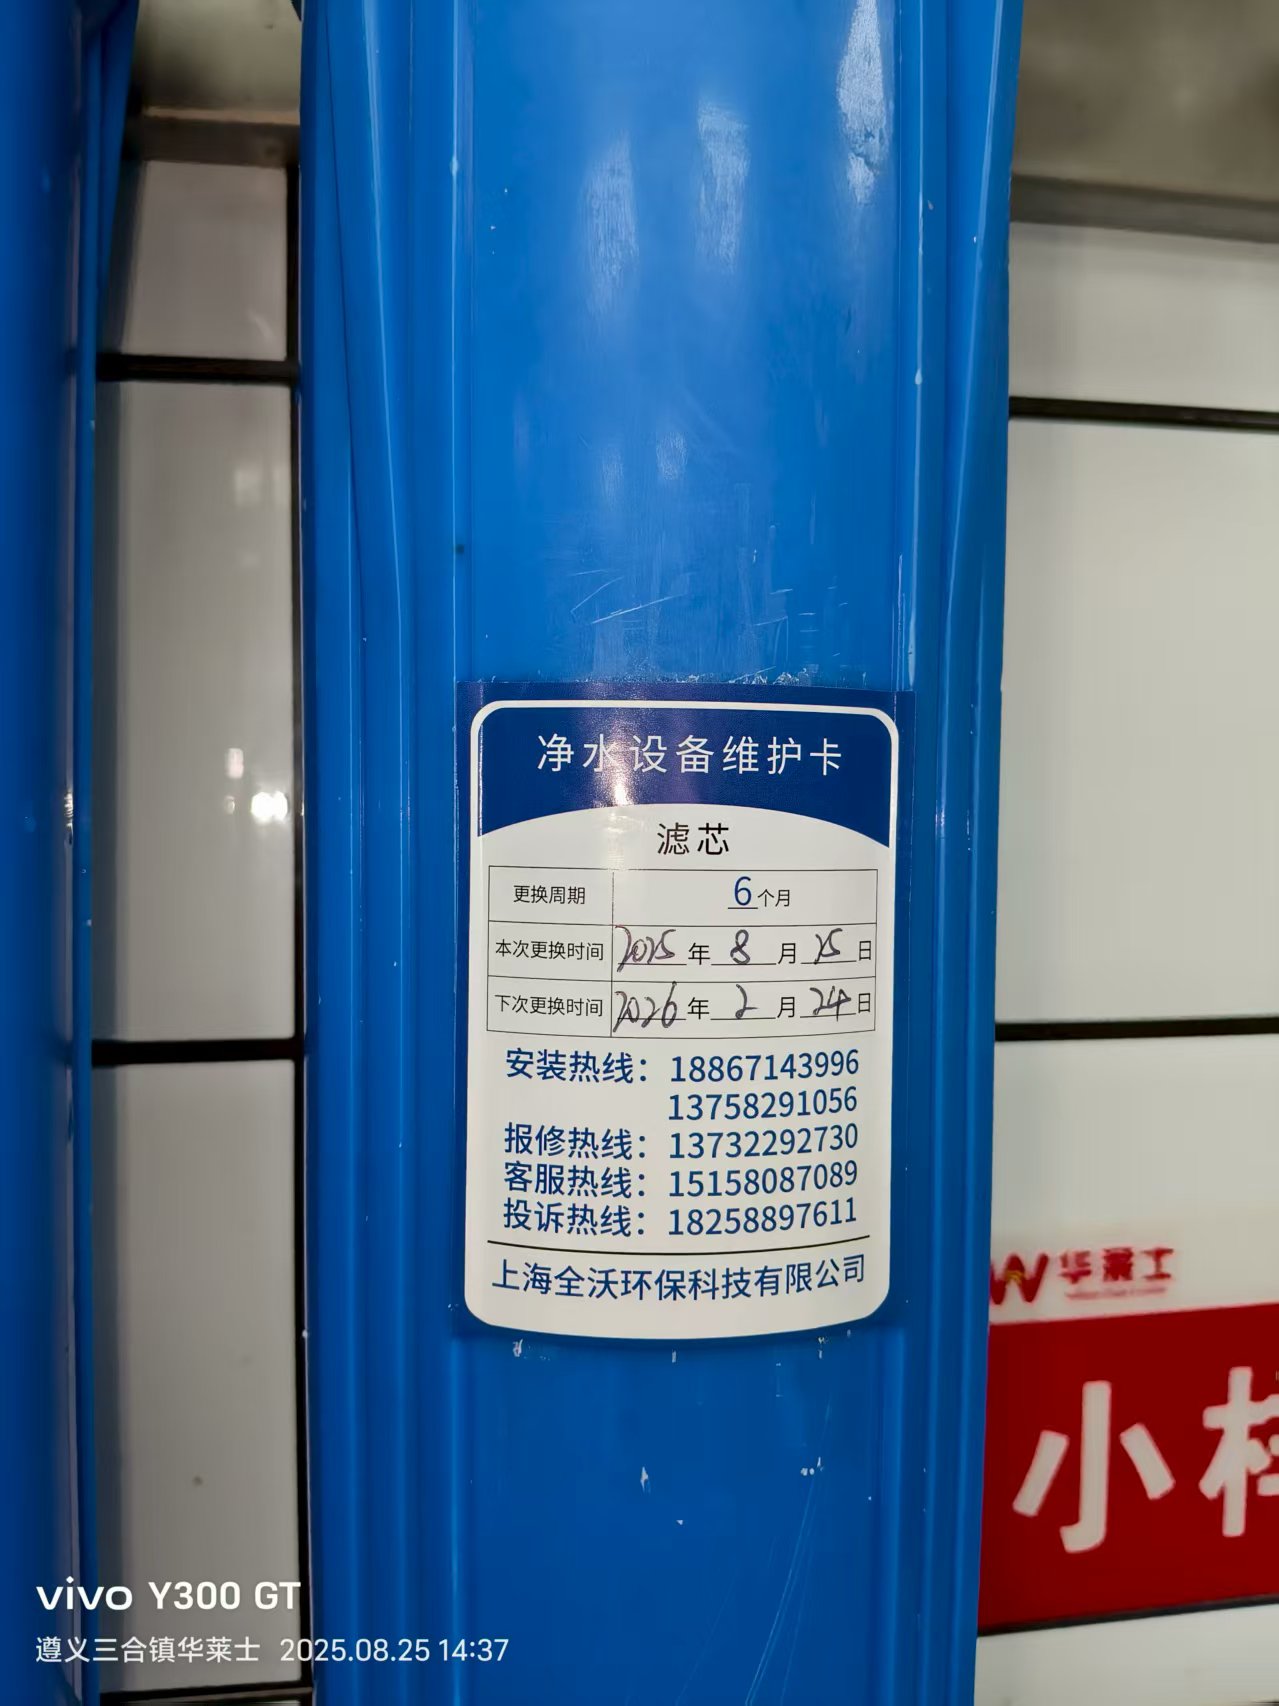 净水设备维护卡
滤芯
更换周期 6个月
本次更换时间 2025年8月25日
下次更换时间 2026年2月24日
安装热线：18867143996
13758291056
报修热线：13732292730
客服热线：15158087089
投诉热线：18258897611
上海全沃环保科技有限公司
华莱士
小
vivo Y300 GT
遵义三合镇华莱士 2025.08.25 14:37